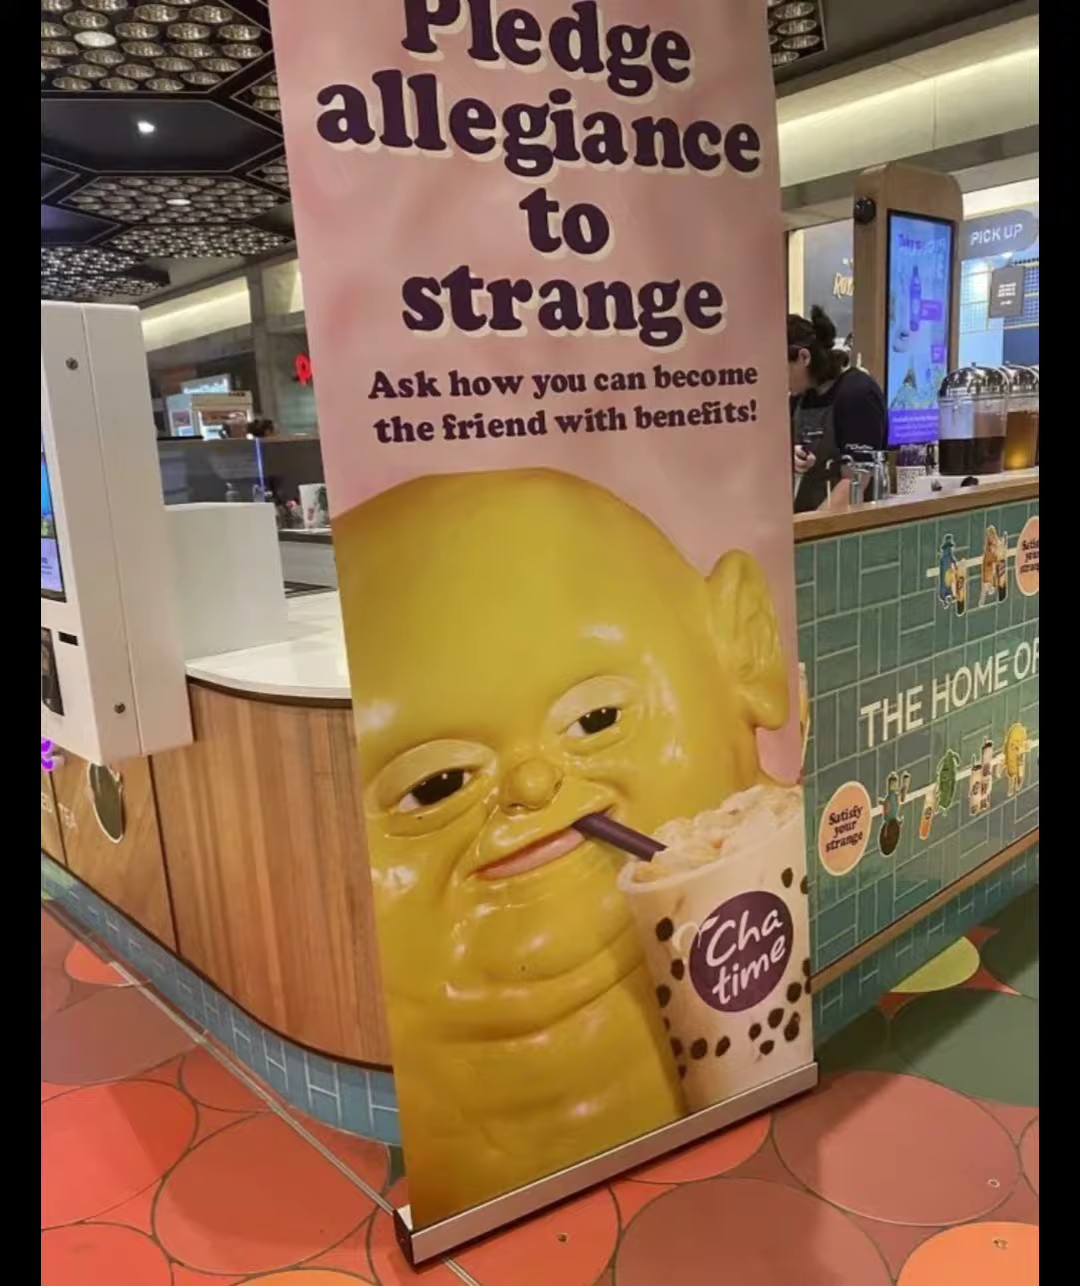 Pledge
allegiance
to
strange
Ask how you can become
the friend with benefits!
PICK UP
THE HOME OF
Satisfy
your
strange
Cha
time